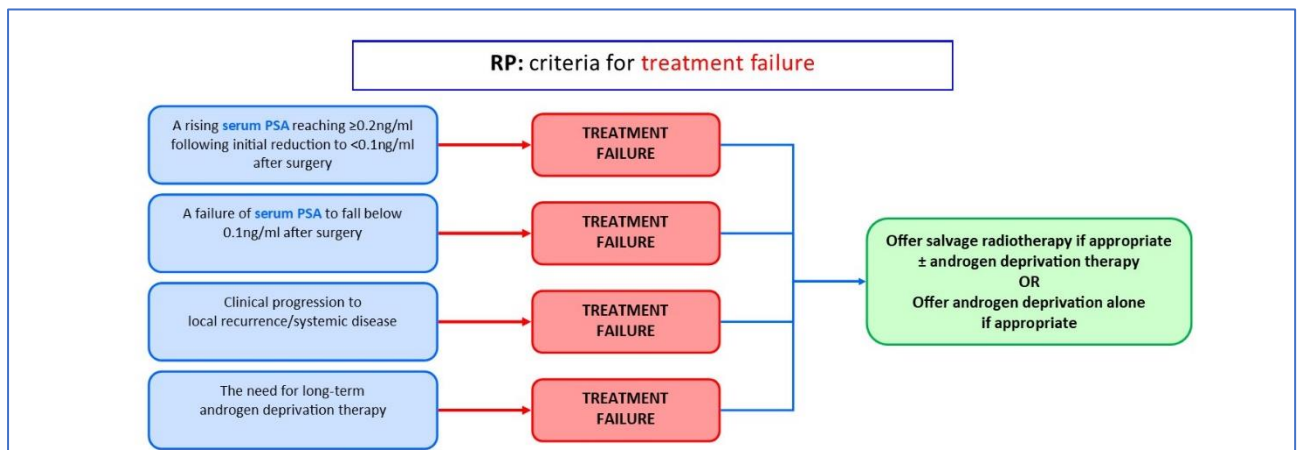 RP: criteria for treatment failure
A rising serum PSA reaching ≥0.2ng/ml
following initial reduction to <0.1ng/ml
after surgery
TREATMENT
FAILURE
A failure of serum PSA to fall below
0.1ng/ml after surgery
TREATMENT
FAILURE
Clinical progression to
local recurrence/systemic disease
TREATMENT
FAILURE
The need for long-term
androgen deprivation therapy
TREATMENT
FAILURE
Offer salvage radiotherapy if appropriate
± androgen deprivation therapy
OR
Offer androgen deprivation alone
if appropriate